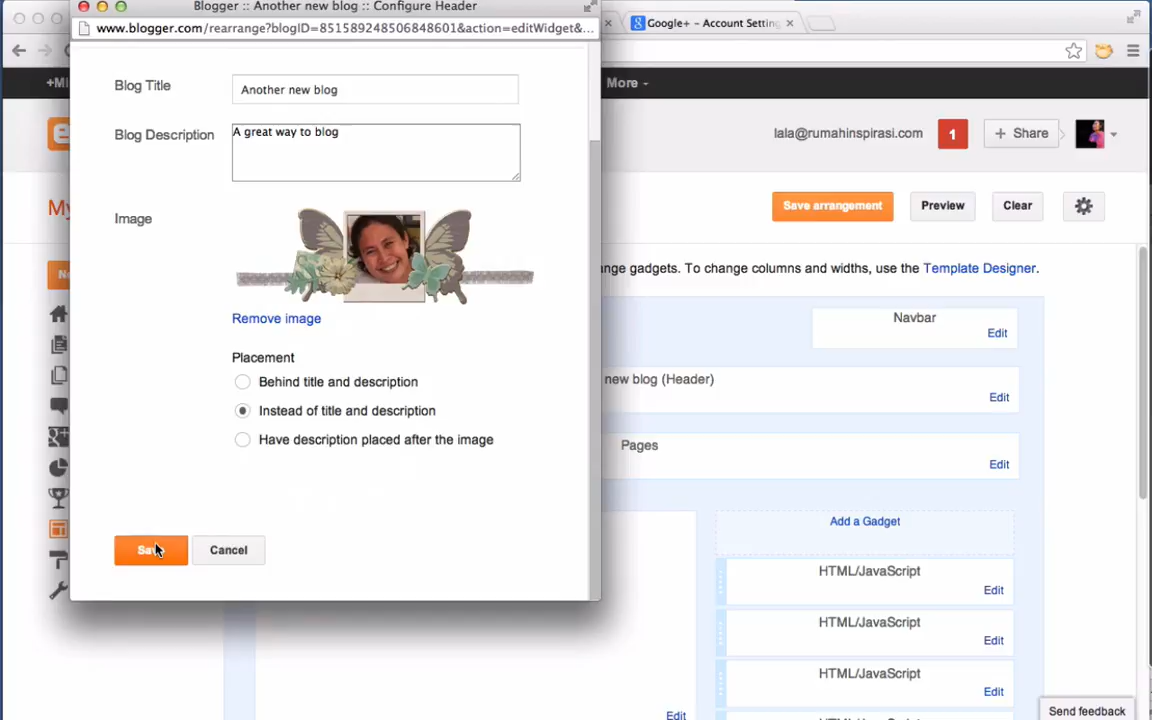 Blogger :: Another new blog :: Configure Header
www.blogger.com/rearrange?blogID=851589248506848601&action=editWidget&...
Google+ – Account Settin
+M
More
Blog Title
Another new blog
Blog Description
A great way to blog
lala@rumahinspirasi.com
1
+ Share
My
Image
Save arrangement
Preview
Clear
nge gadgets. To change columns and widths, use the Template Designer.
Remove image
Navbar
Edit
Placement
Behind title and description
new blog (Header)
Edit
Instead of title and description
Have description placed after the image
Pages
Edit
Add a Gadget
Save
Cancel
HTML/JavaScript
Edit
HTML/JavaScript
Edit
HTML/JavaScript
Edit
Edit
Send feedback